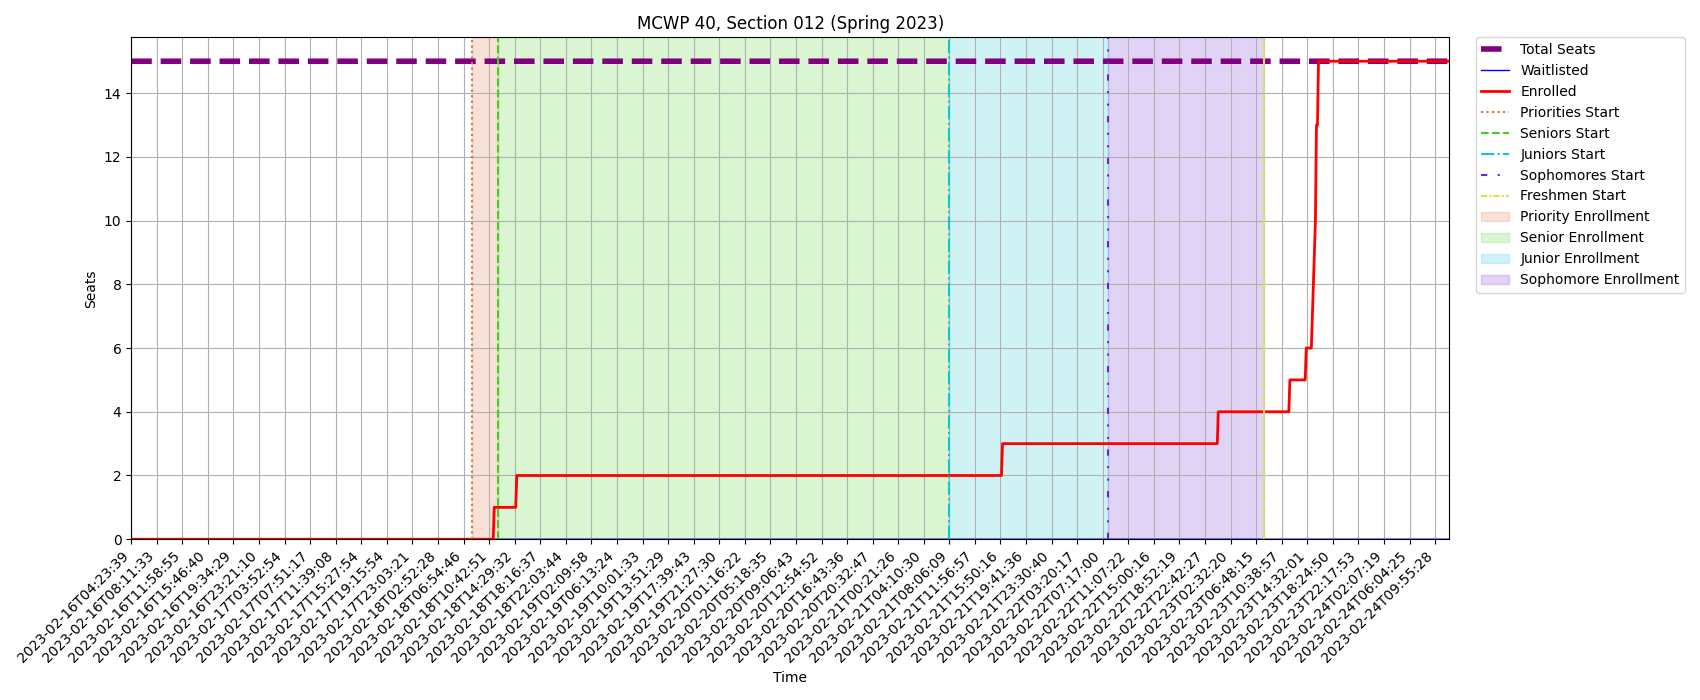 MCWP 40, Section 012 (Spring 2023)
Total Seats
Waitlisted
Enrolled
Priorities Start
Seniors Start
Juniors Start
Sophomores Start
Freshmen Start
Priority Enrollment
Senior Enrollment
Junior Enrollment
Sophomore Enrollment
Seats
14
12
10
8
6
4
2
0
2023-02-16T04:23:39
2023-02-16T08:11:33
2023-02-16T11:58:55
2023-02-16T15:46:40
2023-02-16T19:34:29
2023-02-16T23:21:10
2023-02-17T03:52:54
2023-02-17T07:51:17
2023-02-17T11:39:08
2023-02-17T15:27:54
2023-02-17T19:15:54
2023-02-17T23:03:21
2023-02-18T02:52:28
2023-02-18T06:54:46
2023-02-18T10:42:51
2023-02-18T14:29:32
2023-02-18T18:16:37
2023-02-18T22:03:44
2023-02-19T02:09:58
2023-02-19T06:13:24
2023-02-19T10:01:33
2023-02-19T13:51:29
2023-02-19T17:39:43
2023-02-19T21:27:30
2023-02-20T01:16:22
2023-02-20T05:18:35
2023-02-20T09:06:43
2023-02-20T12:54:52
2023-02-20T16:43:36
2023-02-20T20:32:47
2023-02-21T00:21:26
2023-02-21T04:10:30
2023-02-21T08:06:09
2023-02-21T11:56:57
2023-02-21T15:50:16
2023-02-21T19:41:36
2023-02-21T23:30:40
2023-02-22T03:20:17
2023-02-22T07:17:00
2023-02-22T11:07:22
2023-02-22T15:00:16
2023-02-22T18:52:19
2023-02-22T22:42:27
2023-02-23T02:32:20
2023-02-23T06:48:15
2023-02-23T10:38:57
2023-02-23T14:32:01
2023-02-23T18:24:50
2023-02-23T22:17:53
2023-02-24T02:07:19
2023-02-24T06:04:25
2023-02-24T09:55:28
Time